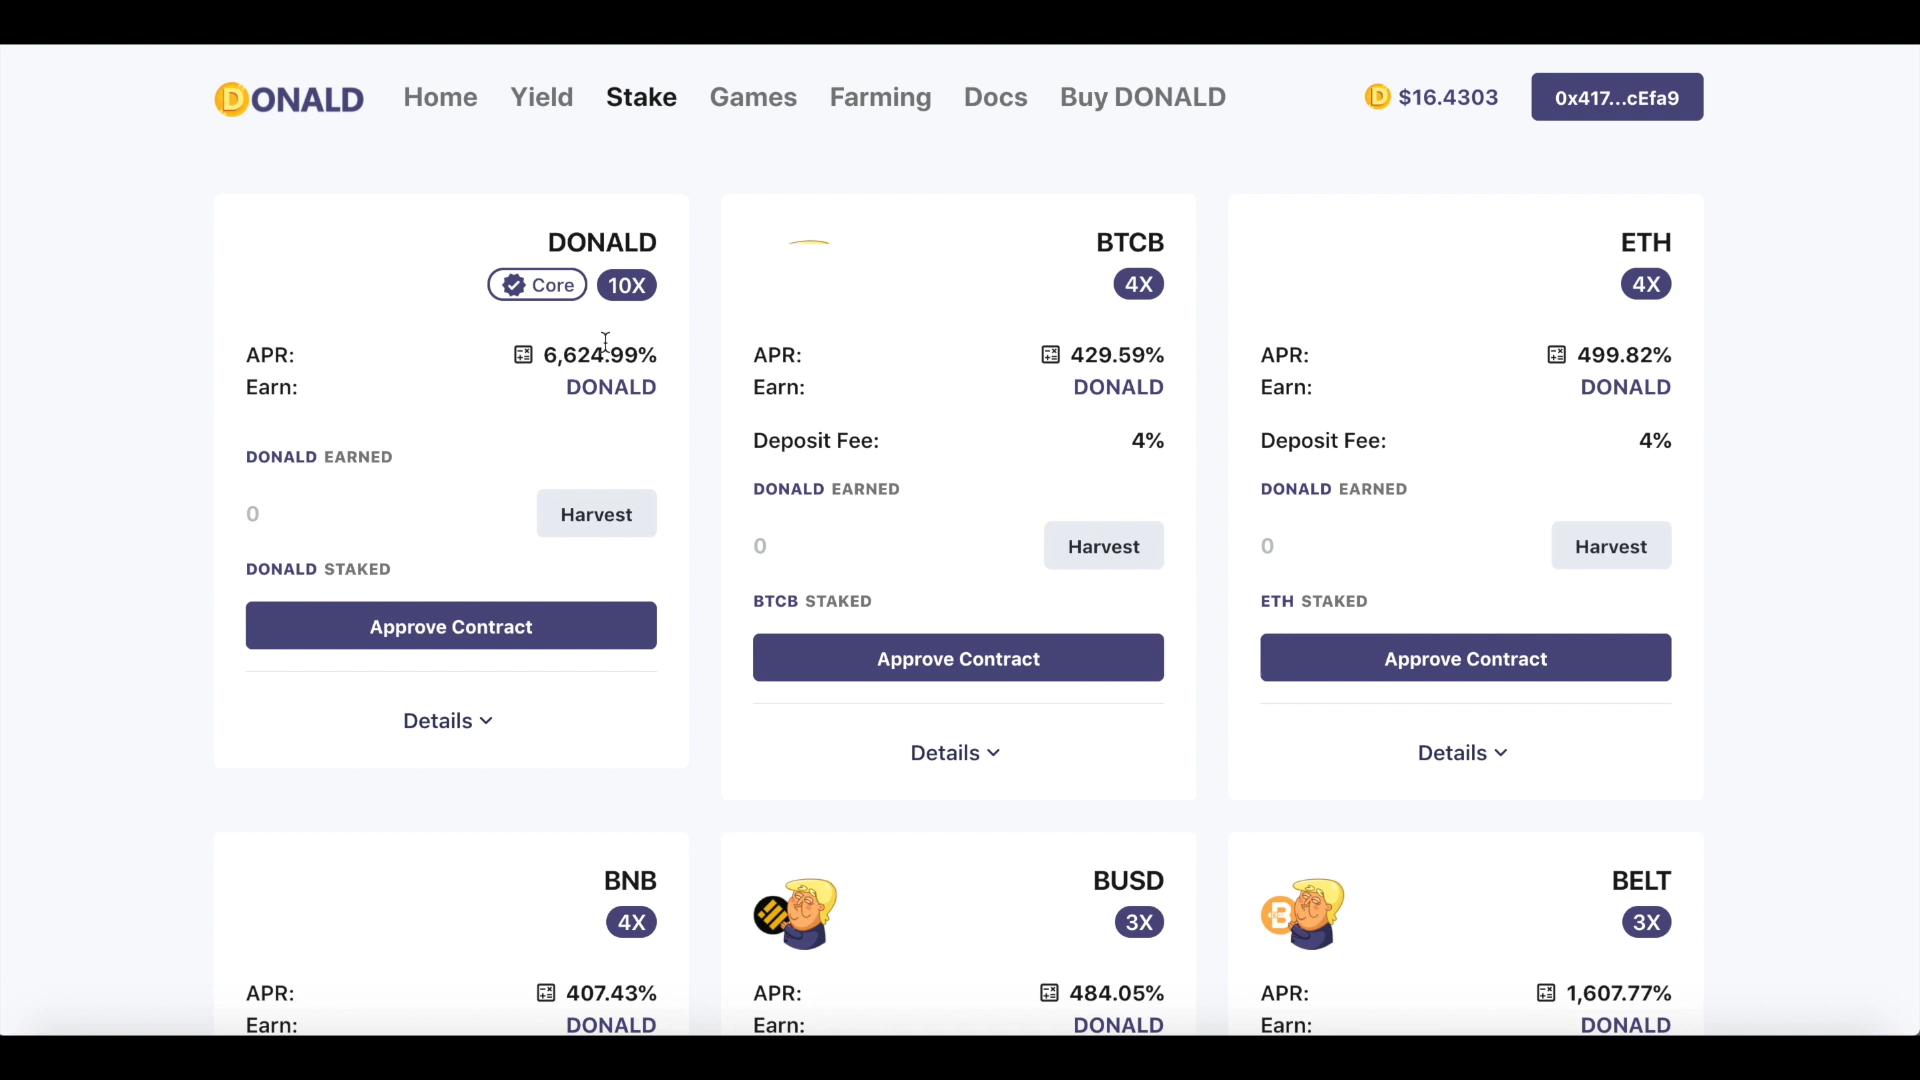 DONALD Home Yield Stake Games Farming Docs Buy DONALD $16.4303 0x417...cEfa9
DONALD
Core 10X
APR: 6,624.99%
Earn: DONALD
DONALD EARNED
0 Harvest
DONALD STAKED
Approve Contract
Details
BTCB
4X
APR: 429.59%
Earn: DONALD
Deposit Fee: 4%
DONALD EARNED
0 Harvest
BTCB STAKED
Approve Contract
Details
ETH
4X
APR: 499.82%
Earn: DONALD
Deposit Fee: 4%
DONALD EARNED
0 Harvest
ETH STAKED
Approve Contract
Details
BNB
4X
APR: 407.43%
Earn: DONALD
BUSD
3X
APR: 484.05%
Earn: DONALD
BELT
3X
APR: 1,607.77%
Earn: DONALD